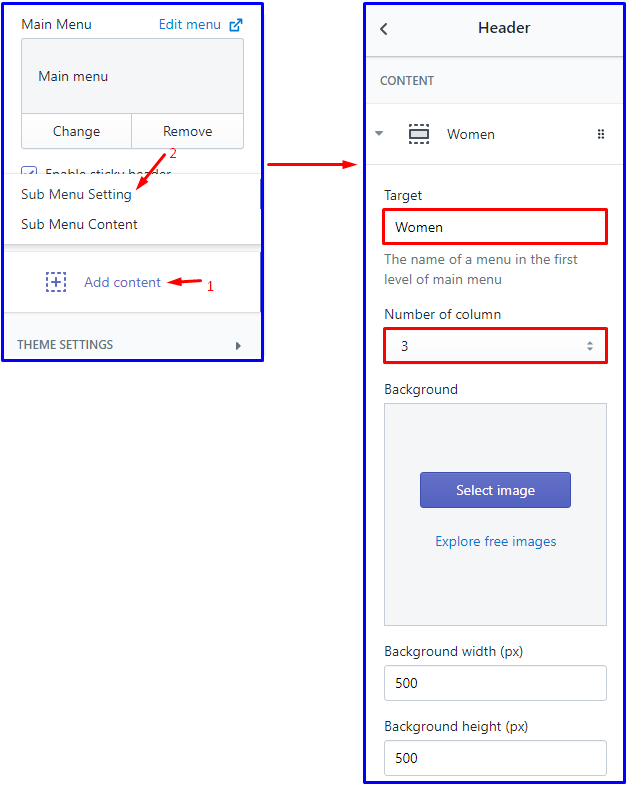 Main Menu
Edit menu
Main menu
Change
Remove
Enable sticky header
2
Sub Menu Setting
Sub Menu Content
Add content
1
THEME SETTINGS
Header
CONTENT
Women
Target
Women
The name of a menu in the first
level of main menu
Number of column
3
Background
Select image
Explore free images
Background width (px)
500
Background height (px)
500